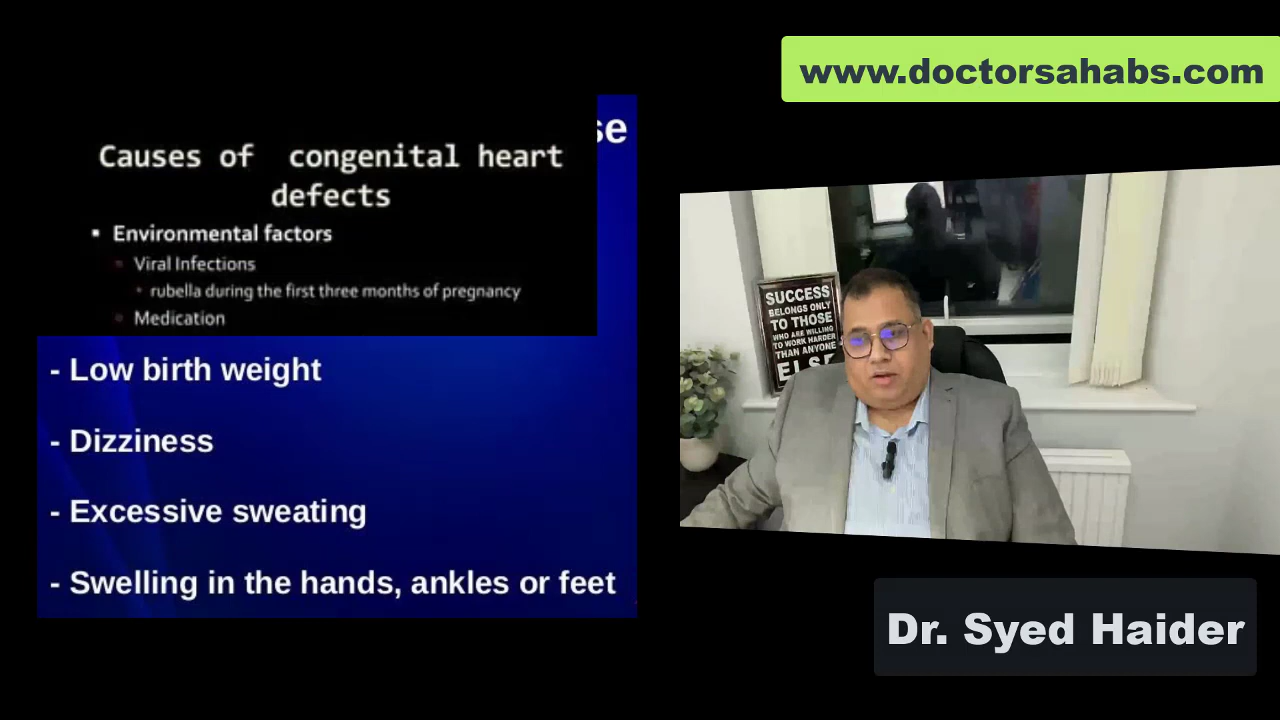 www.doctorsahabs.com
se
Causes of congenital heart
defects
▪ Environmental factors
▫ Viral Infections
▪ rubella during the first three months of pregnancy
▫ Medication
- Low birth weight
- Dizziness
- Excessive sweating
- Swelling in the hands, ankles or feet
SUCCESS
BELONGS ONLY
TO THOSE
WHO ARE WILLING
TO WORK HARDER
THAN ANYONE
ELSE
Dr. Syed Haider